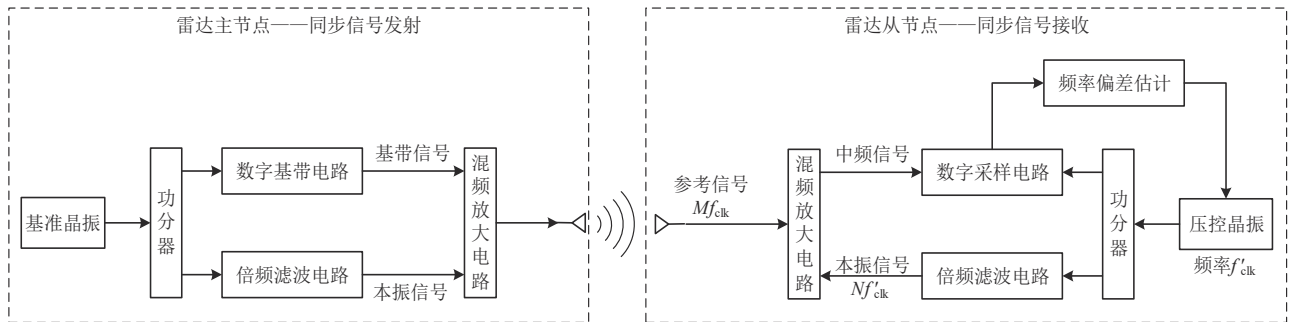 雷达主节点——同步信号发射
基准晶振
功分器
数字基带电路
基带信号
倍频滤波电路
本振信号
混频放大电路
雷达从节点——同步信号接收
参考信号
Mf_clk
混频放大电路
中频信号
数字采样电路
频率偏差估计
本振信号
Nf′_clk
倍频滤波电路
功分器
压控晶振
频率f′_clk